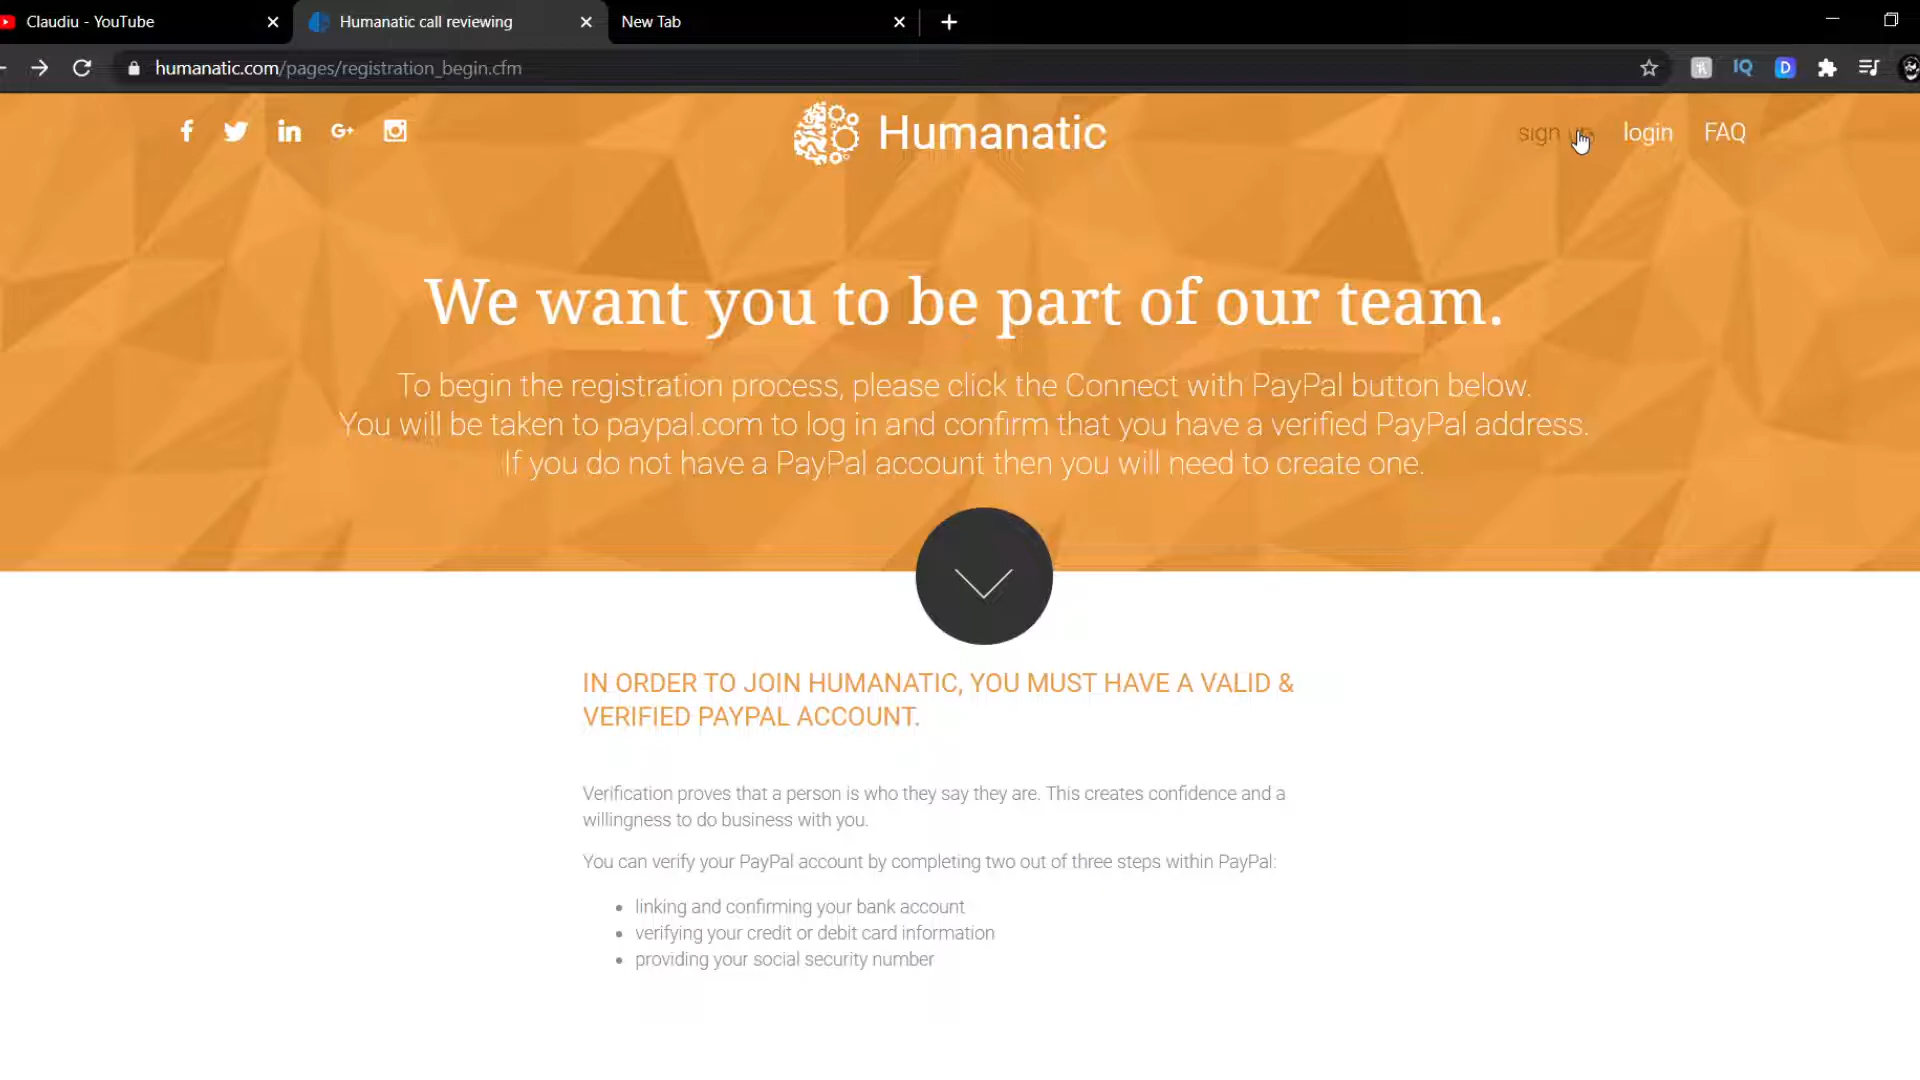 Claudiu - YouTube
Humanatic call reviewing
New Tab
humanatic.com/pages/registration_begin.cfm
IQ
D
Humanatic
sign
login
FAQ
We want you to be part of our team.
To begin the registration process, please click the Connect with PayPal button below.
You will be taken to paypal.com to log in and confirm that you have a verified PayPal address.
If you do not have a PayPal account then you will need to create one.
IN ORDER TO JOIN HUMANATIC, YOU MUST HAVE A VALID &
VERIFIED PAYPAL ACCOUNT.
Verification proves that a person is who they say they are. This creates confidence and a
willingness to do business with you.
You can verify your PayPal account by completing two out of three steps within PayPal:
• linking and confirming your bank account
• verifying your credit or debit card information
• providing your social security number